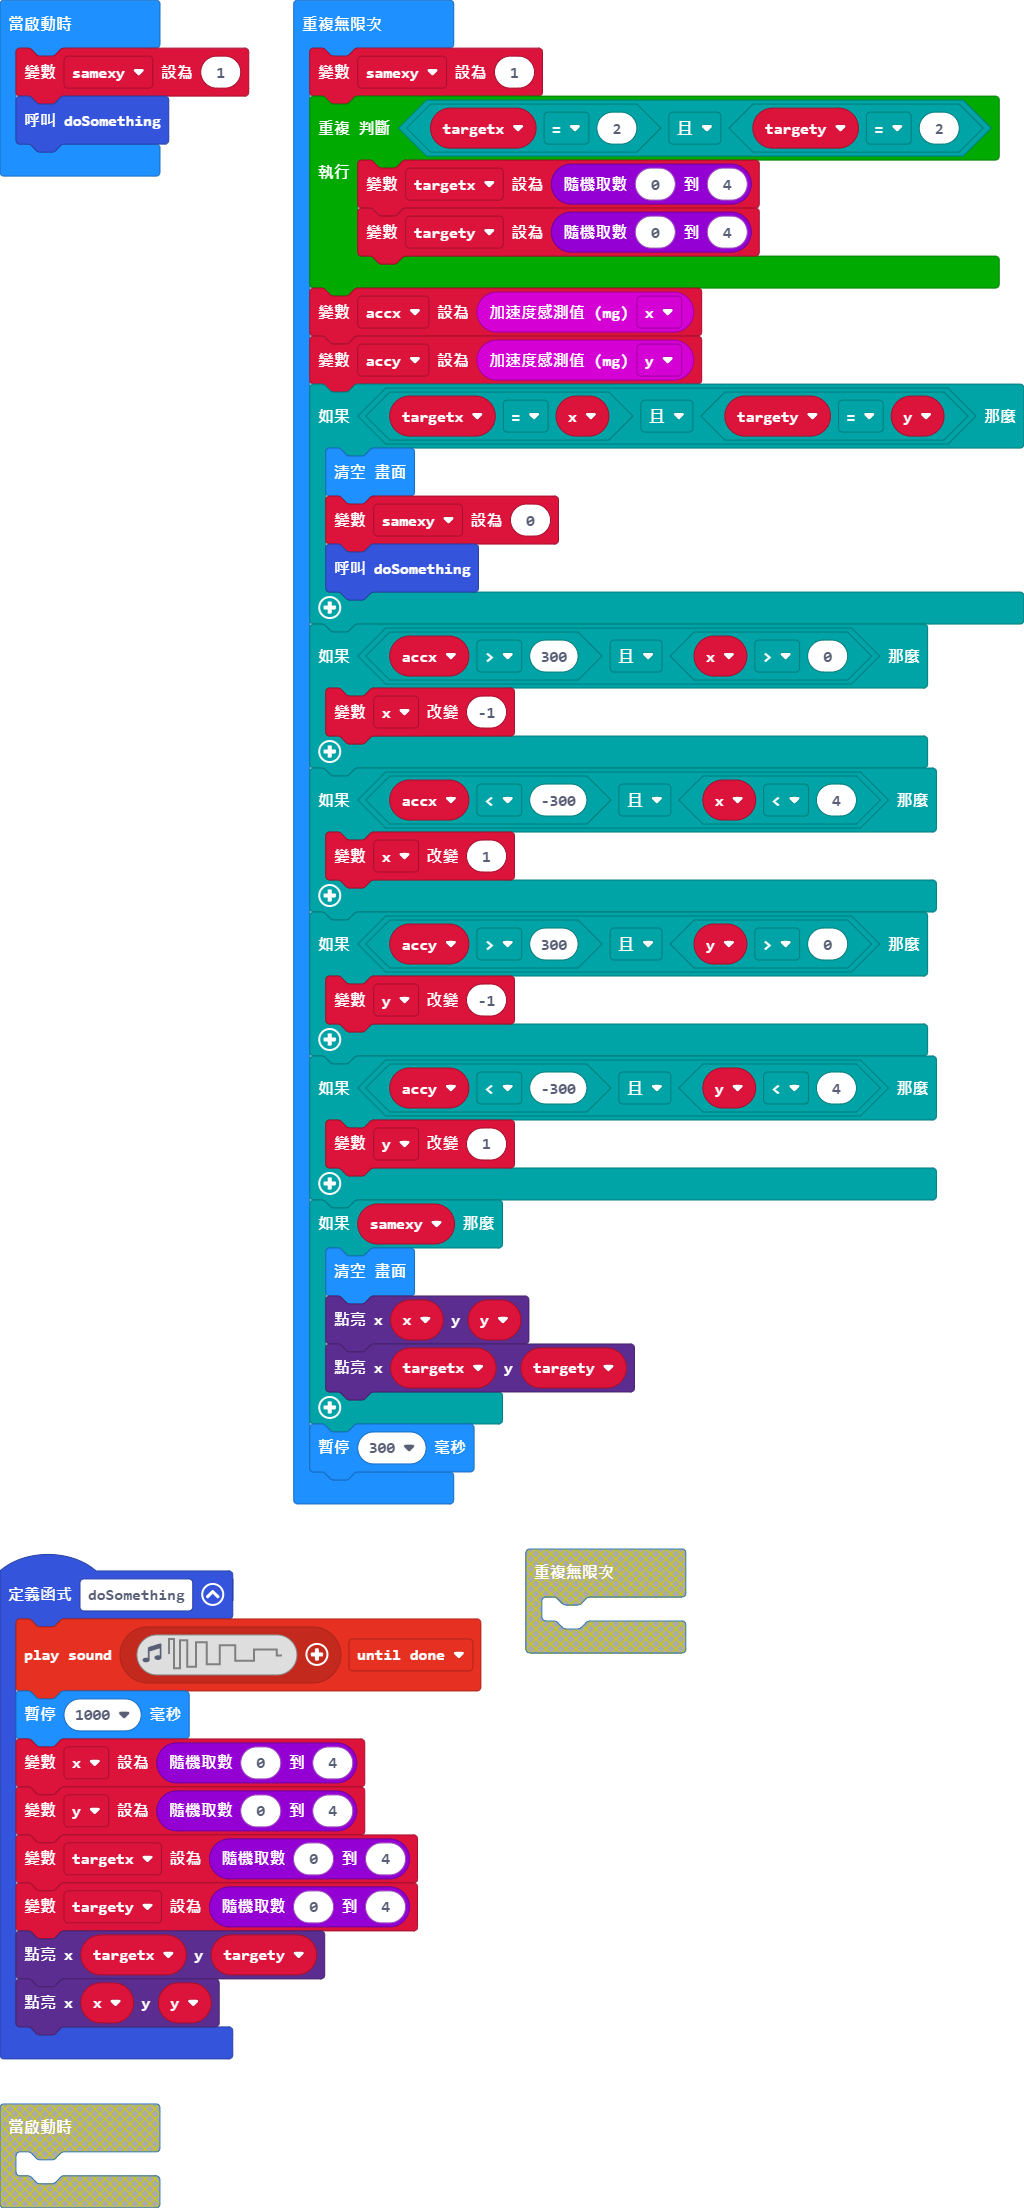 當啟動時
變數 samexy 設為 1
呼叫 doSomething
重複無限次
變數 samexy 設為 1
重複 判斷 targetx = 2 且 targety = 2
執行 變數 targetx 設為 隨機取數 0 到 4
變數 targety 設為 隨機取數 0 到 4
變數 accx 設為 加速度感測值 (mg) x
變數 accy 設為 加速度感測值 (mg) y
如果 targetx = x 且 targety = y 那麼
清空 畫面
變數 samexy 設為 0
呼叫 doSomething
如果 accx > 300 且 x > 0 那麼
變數 x 改變 -1
如果 accx < -300 且 x < 4 那麼
變數 x 改變 1
如果 accy > 300 且 y > 0 那麼
變數 y 改變 -1
如果 accy < -300 且 y < 4 那麼
變數 y 改變 1
如果 samexy 那麼
清空 畫面
點亮 x x y y
點亮 x targetx y targety
暫停 300 毫秒
定義函式 doSomething
play sound until done
暫停 1000 毫秒
變數 x 設為 隨機取數 0 到 4
變數 y 設為 隨機取數 0 到 4
變數 targetx 設為 隨機取數 0 到 4
變數 targety 設為 隨機取數 0 到 4
點亮 x targetx y targety
點亮 x x y y
重複無限次
當啟動時